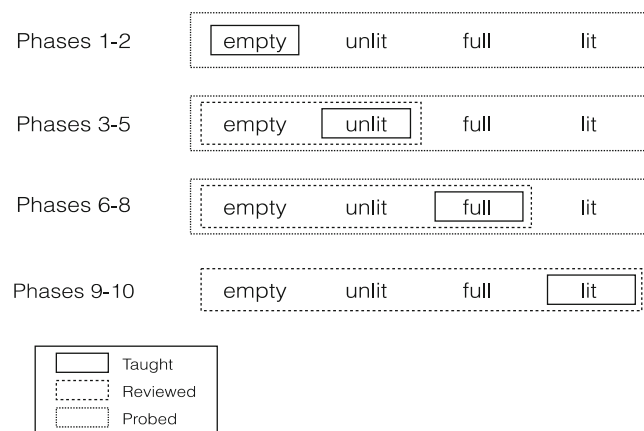 Phases 1-2 empty unlit full lit
Phases 3-5 empty unlit full lit
Phases 6-8 empty unlit full lit
Phases 9-10 empty unlit full lit
Taught
Reviewed
Probed